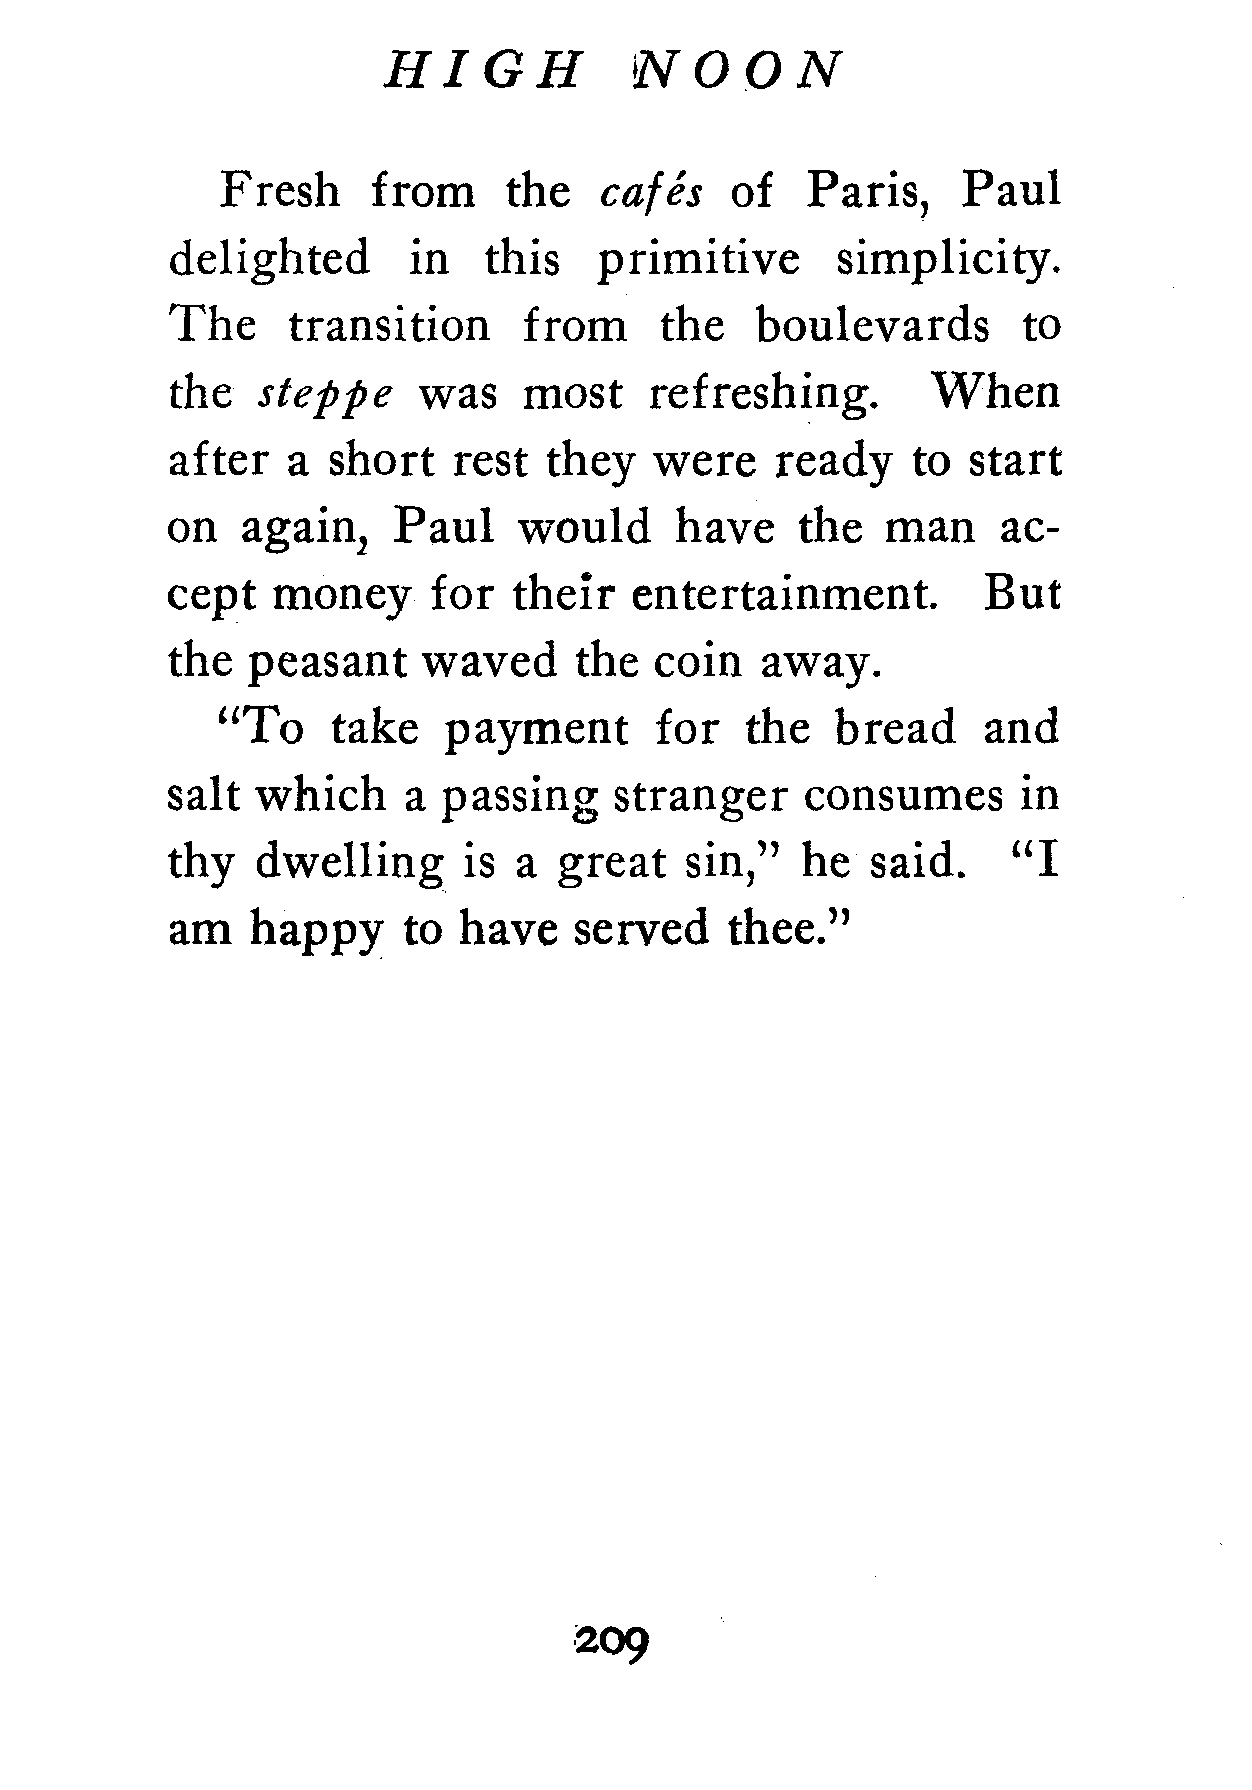 HIGH NOON
Fresh from the cafés of Paris, Paul
delighted in this primitive simplicity.
The transition from the boulevards to
the steppe was most refreshing. When
after a short rest they were ready to start
on again, Paul would have the man ac-
cept money for their entertainment. But
the peasant waved the coin away.
“To take payment for the bread and
salt which a passing stranger consumes in
thy dwelling is a great sin,” he said. “I
am happy to have served thee.”
209